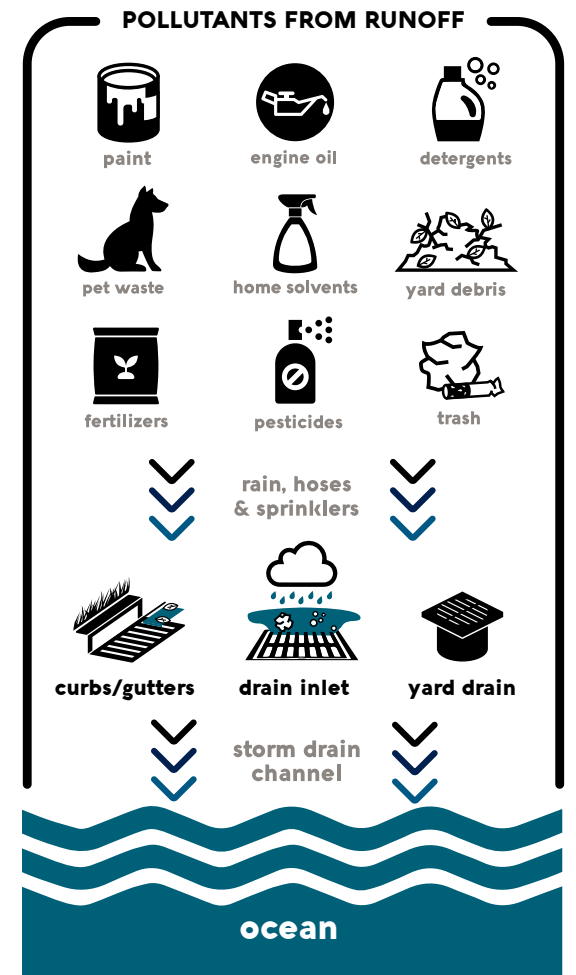 POLLUTANTS FROM RUNOFF
paint
engine oil
detergents
pet waste
home solvents
yard debris
fertilizers
pesticides
trash
rain, hoses
& sprinklers
curbs/gutters
drain inlet
yard drain
storm drain
channel
ocean